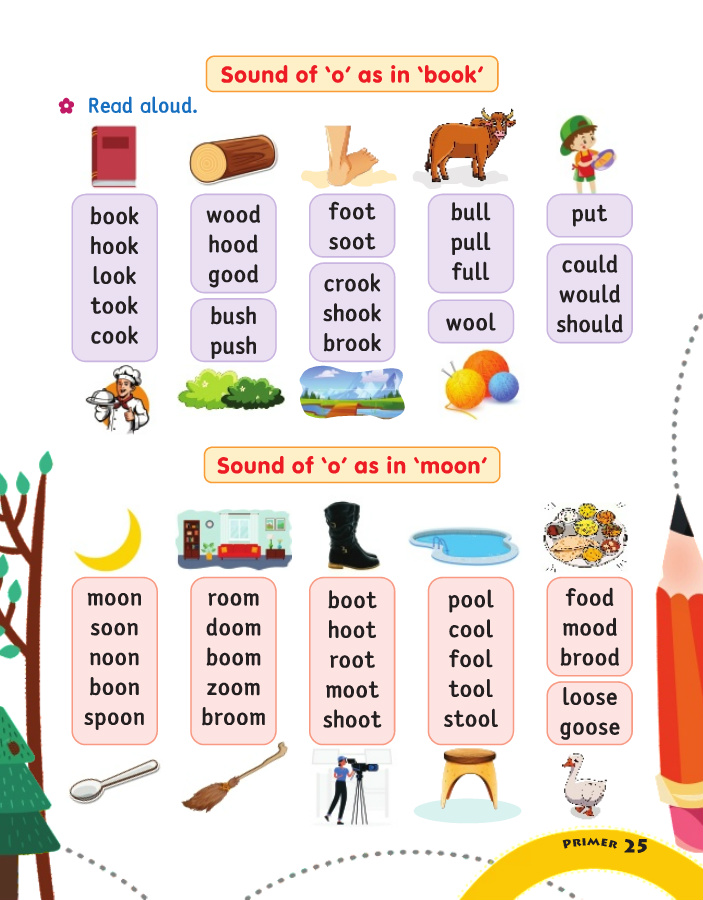 Sound of ‘o’ as in ‘book’
Read aloud.
book
hook
look
took
cook
wood
hood
good
bush
push
foot
soot
crook
shook
brook
bull
pull
full
wool
put
could
would
should
Sound of ‘o’ as in ‘moon’
moon
soon
noon
boon
spoon
room
doom
boom
zoom
broom
boot
hoot
root
moot
shoot
pool
cool
fool
tool
stool
food
mood
brood
loose
goose
PRIMER 25